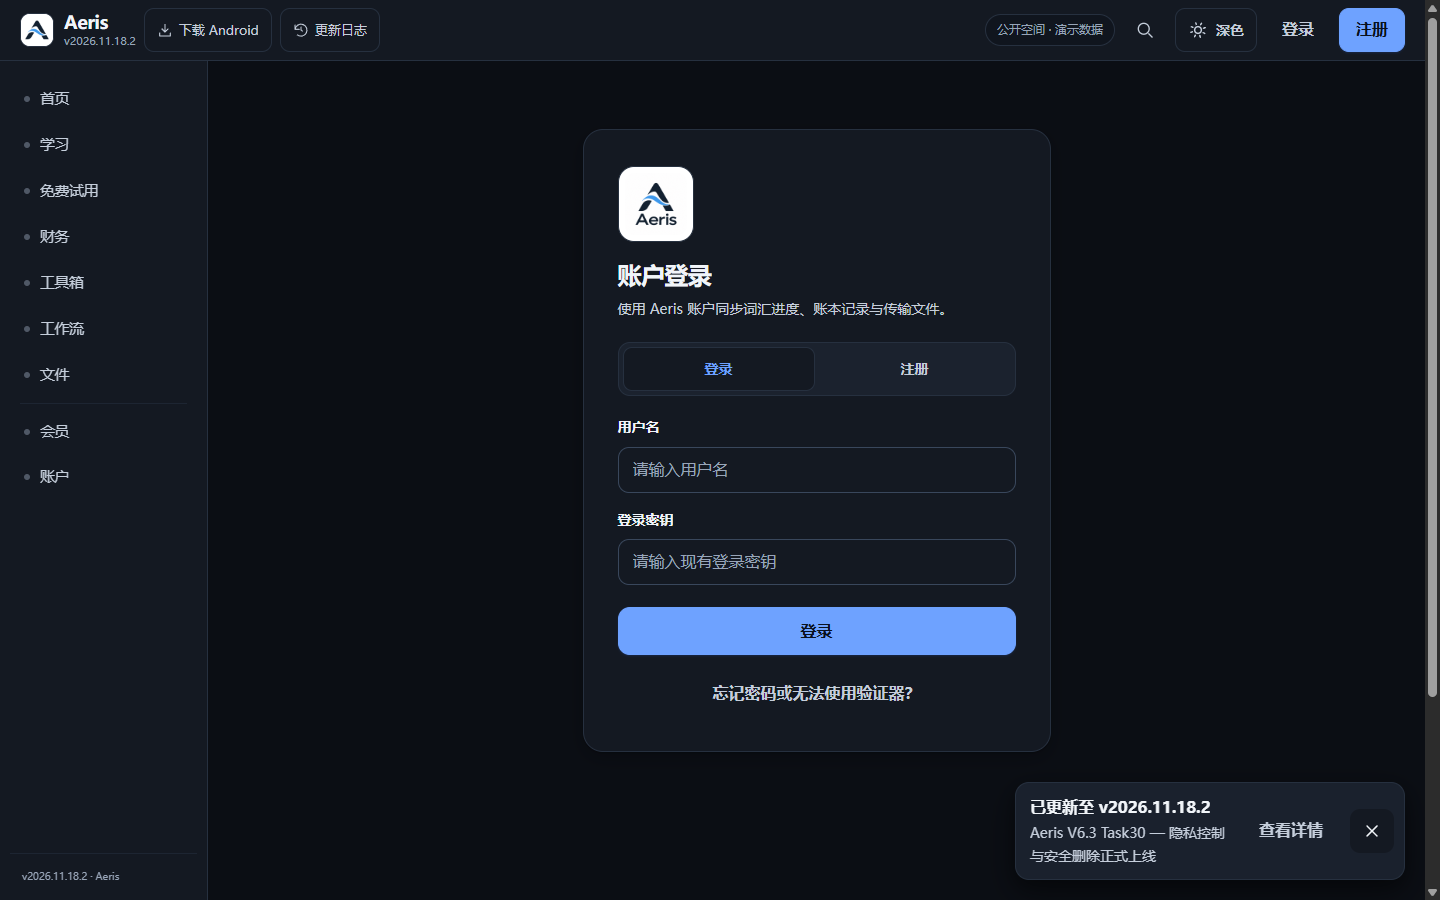 Aeris
v2026.11.18.2
下载 Android
更新日志
公开空间 · 演示数据
深色
登录
注册
首页
学习
免费试用
财务
工具箱
工作流
文件
会员
账户
v2026.11.18.2 · Aeris
Aeris
账户登录
使用 Aeris 账户同步词汇进度、账本记录与传输文件。
登录
注册
用户名
请输入用户名
登录密钥
请输入现有登录密钥
登录
忘记密码或无法使用验证器?
已更新至 v2026.11.18.2
Aeris V6.3 Task30 — 隐私控制
与安全删除正式上线
查看详情